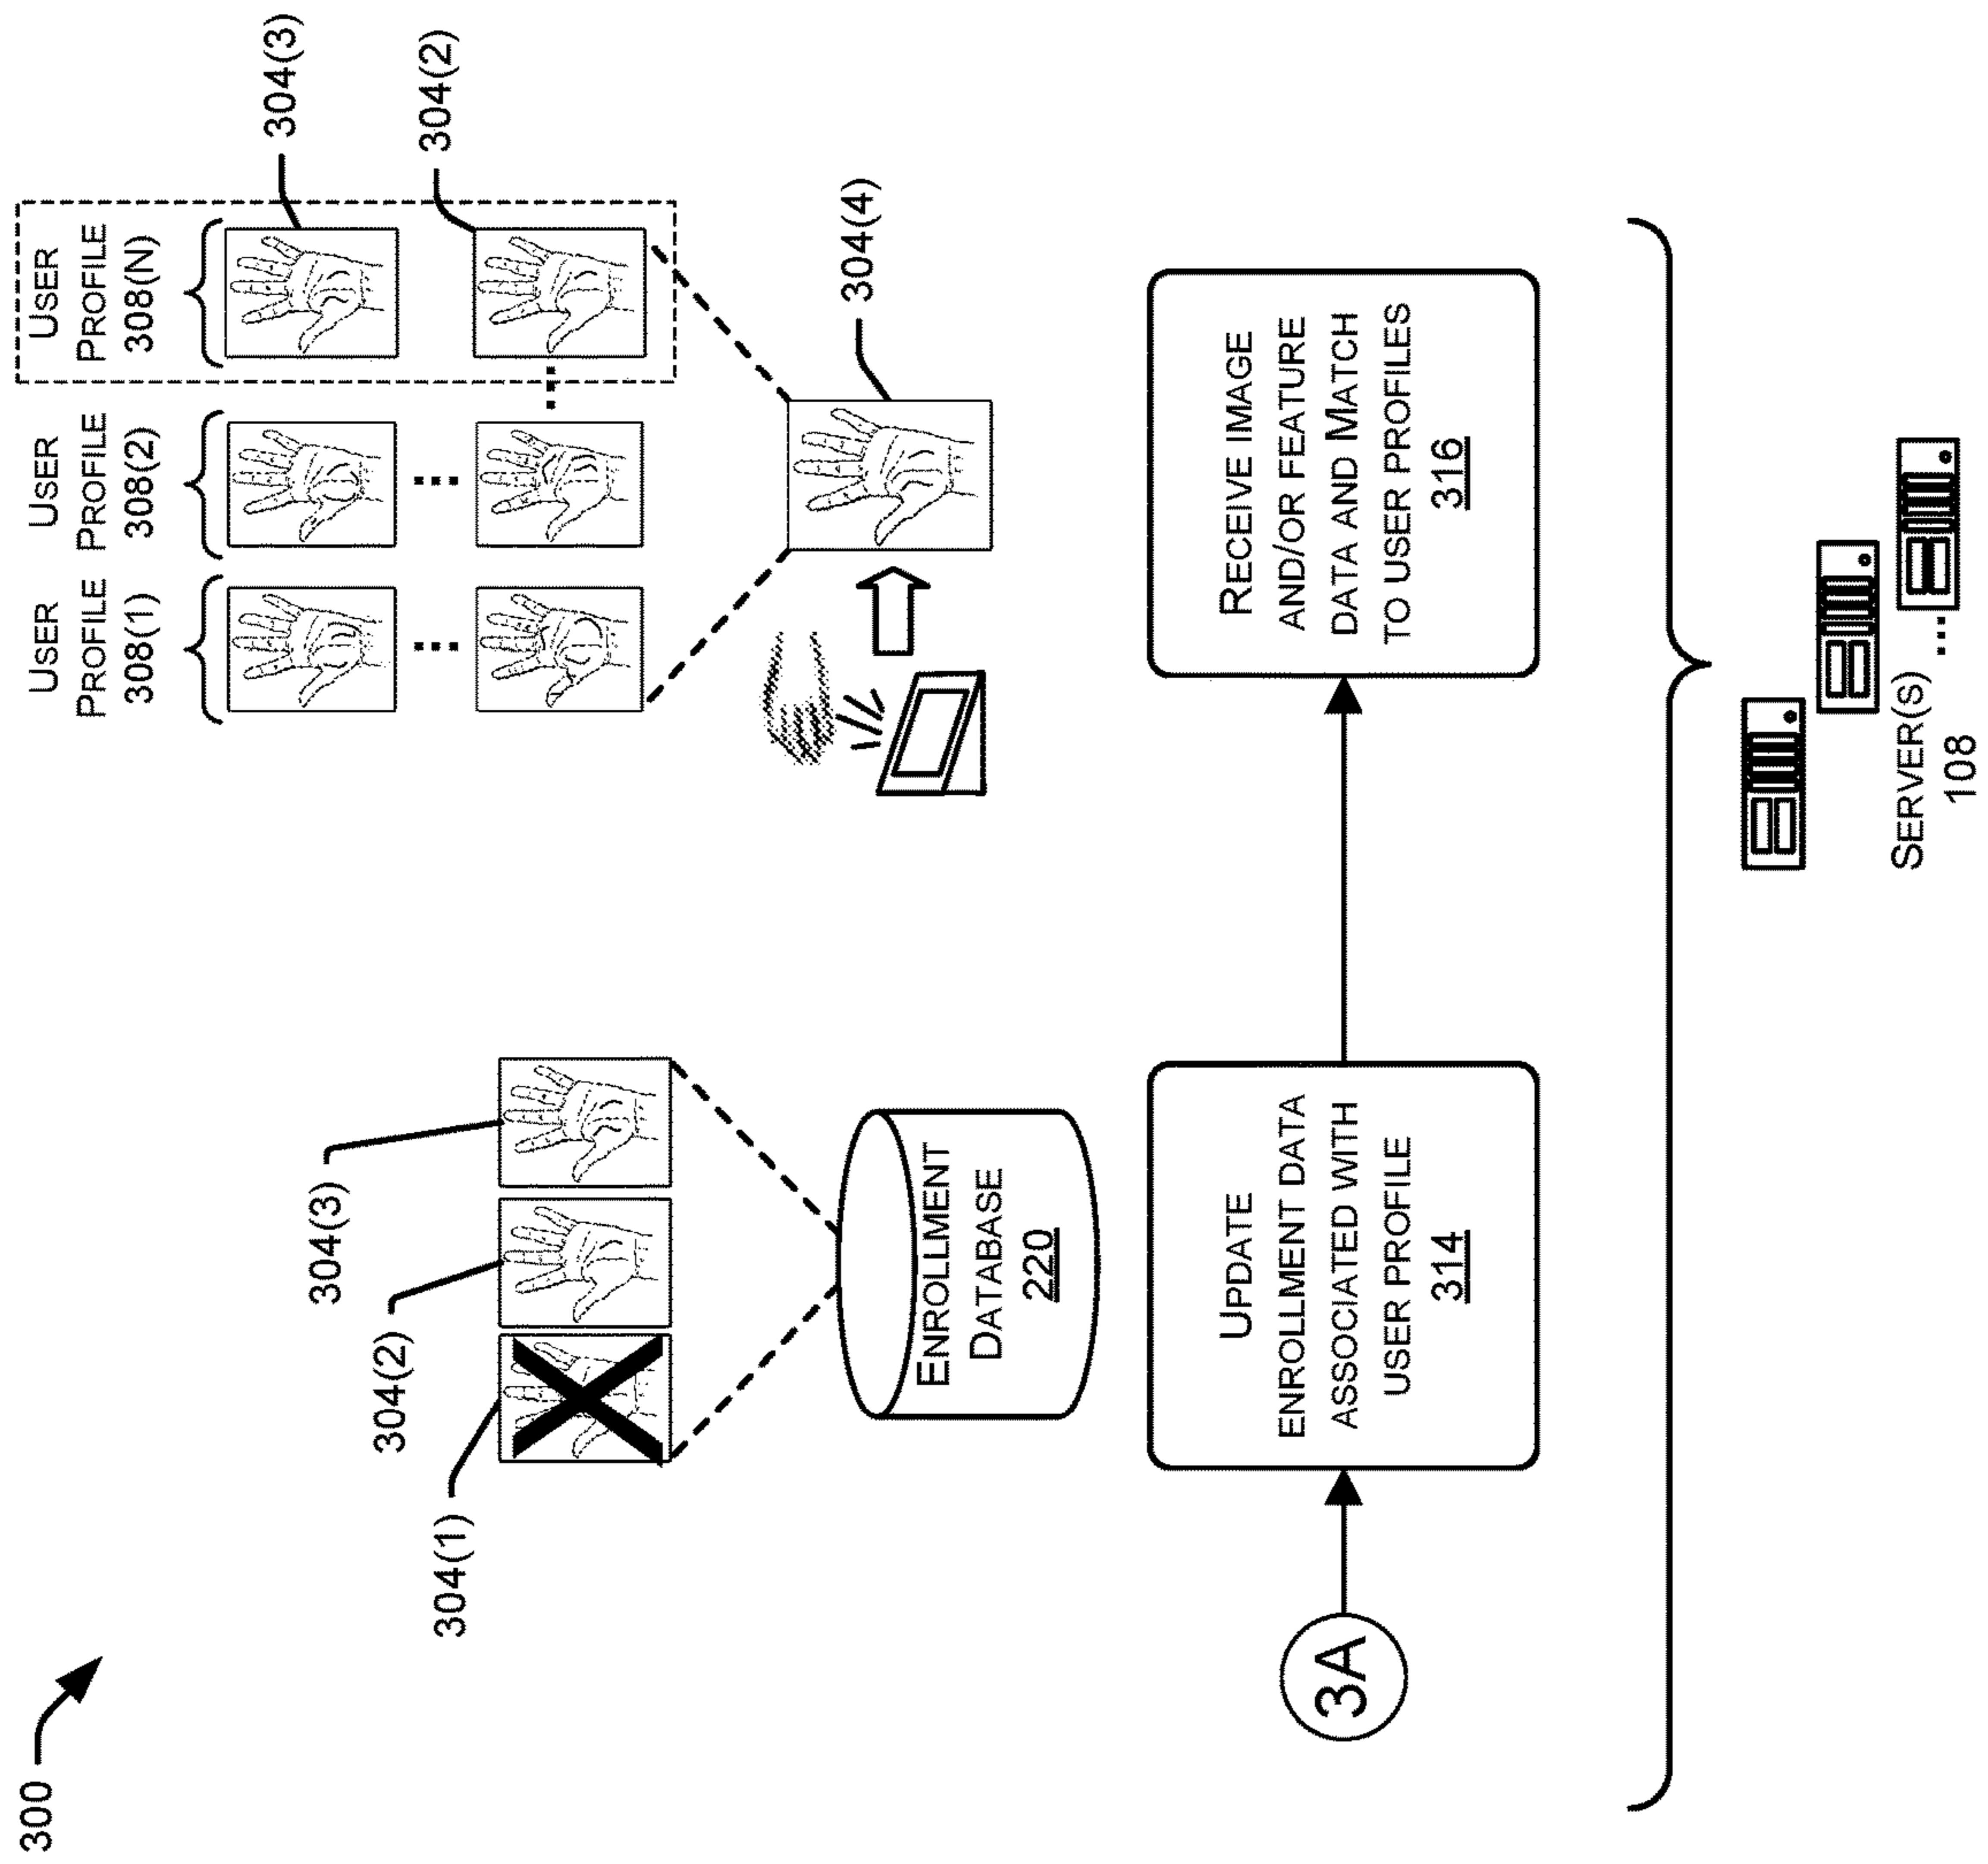 300
304(1)
304(2)
304(3)
USER
PROFILE
308(1)
USER
PROFILE
308(2)
USER
PROFILE
308(N)
304(3)
304(2)
304(4)
ENROLLMENT
DATABASE
220
3A
UPDATE
ENROLLMENT DATA
ASSOCIATED WITH
USER PROFILE
314
RECEIVE IMAGE
AND/OR FEATURE
DATA AND MATCH
TO USER PROFILES
316
SERVER(S)
108